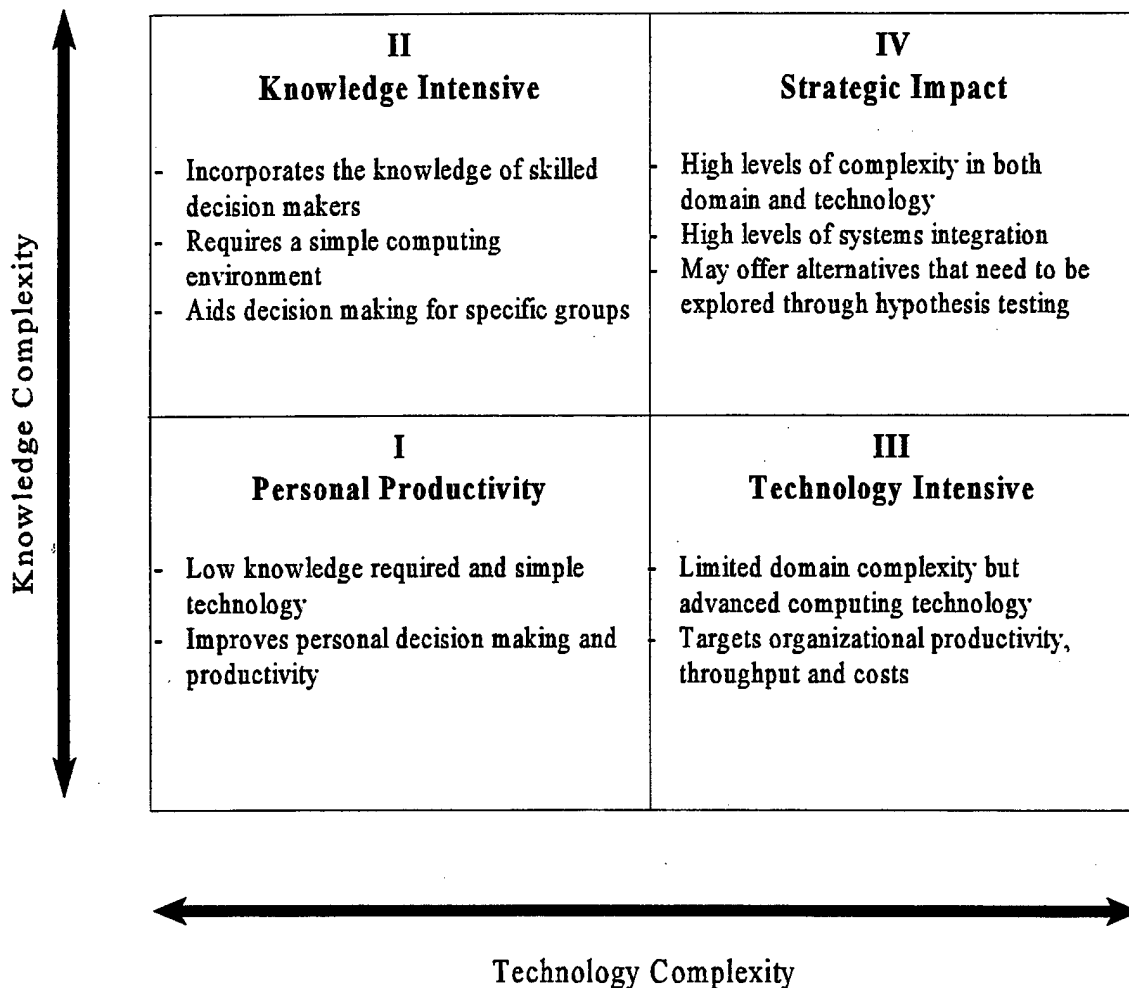 Knowledge Complexity
II
Knowledge Intensive
- Incorporates the knowledge of skilled
decision makers
- Requires a simple computing
environment
- Aids decision making for specific groups
IV
Strategic Impact
- High levels of complexity in both
domain and technology
- High levels of systems integration
- May offer alternatives that need to be
explored through hypothesis testing
I
Personal Productivity
- Low knowledge required and simple
technology
- Improves personal decision making and
productivity
III
Technology Intensive
- Limited domain complexity but
advanced computing technology
- Targets organizational productivity,
throughput and costs
Technology Complexity